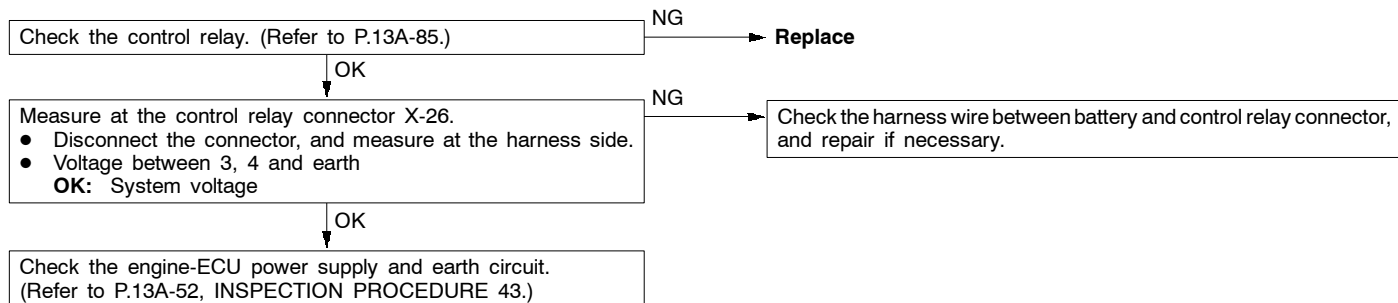 NG
Check the control relay. (Refer to P.13A-85.)
Replace
OK
NG
Measure at the control relay connector X-26.
● Disconnect the connector, and measure at the harness side.
● Voltage between 3, 4 and earth
OK: System voltage
Check the harness wire between battery and control relay connector,
and repair if necessary.
OK
Check the engine-ECU power supply and earth circuit.
(Refer to P.13A-52, INSPECTION PROCEDURE 43.)